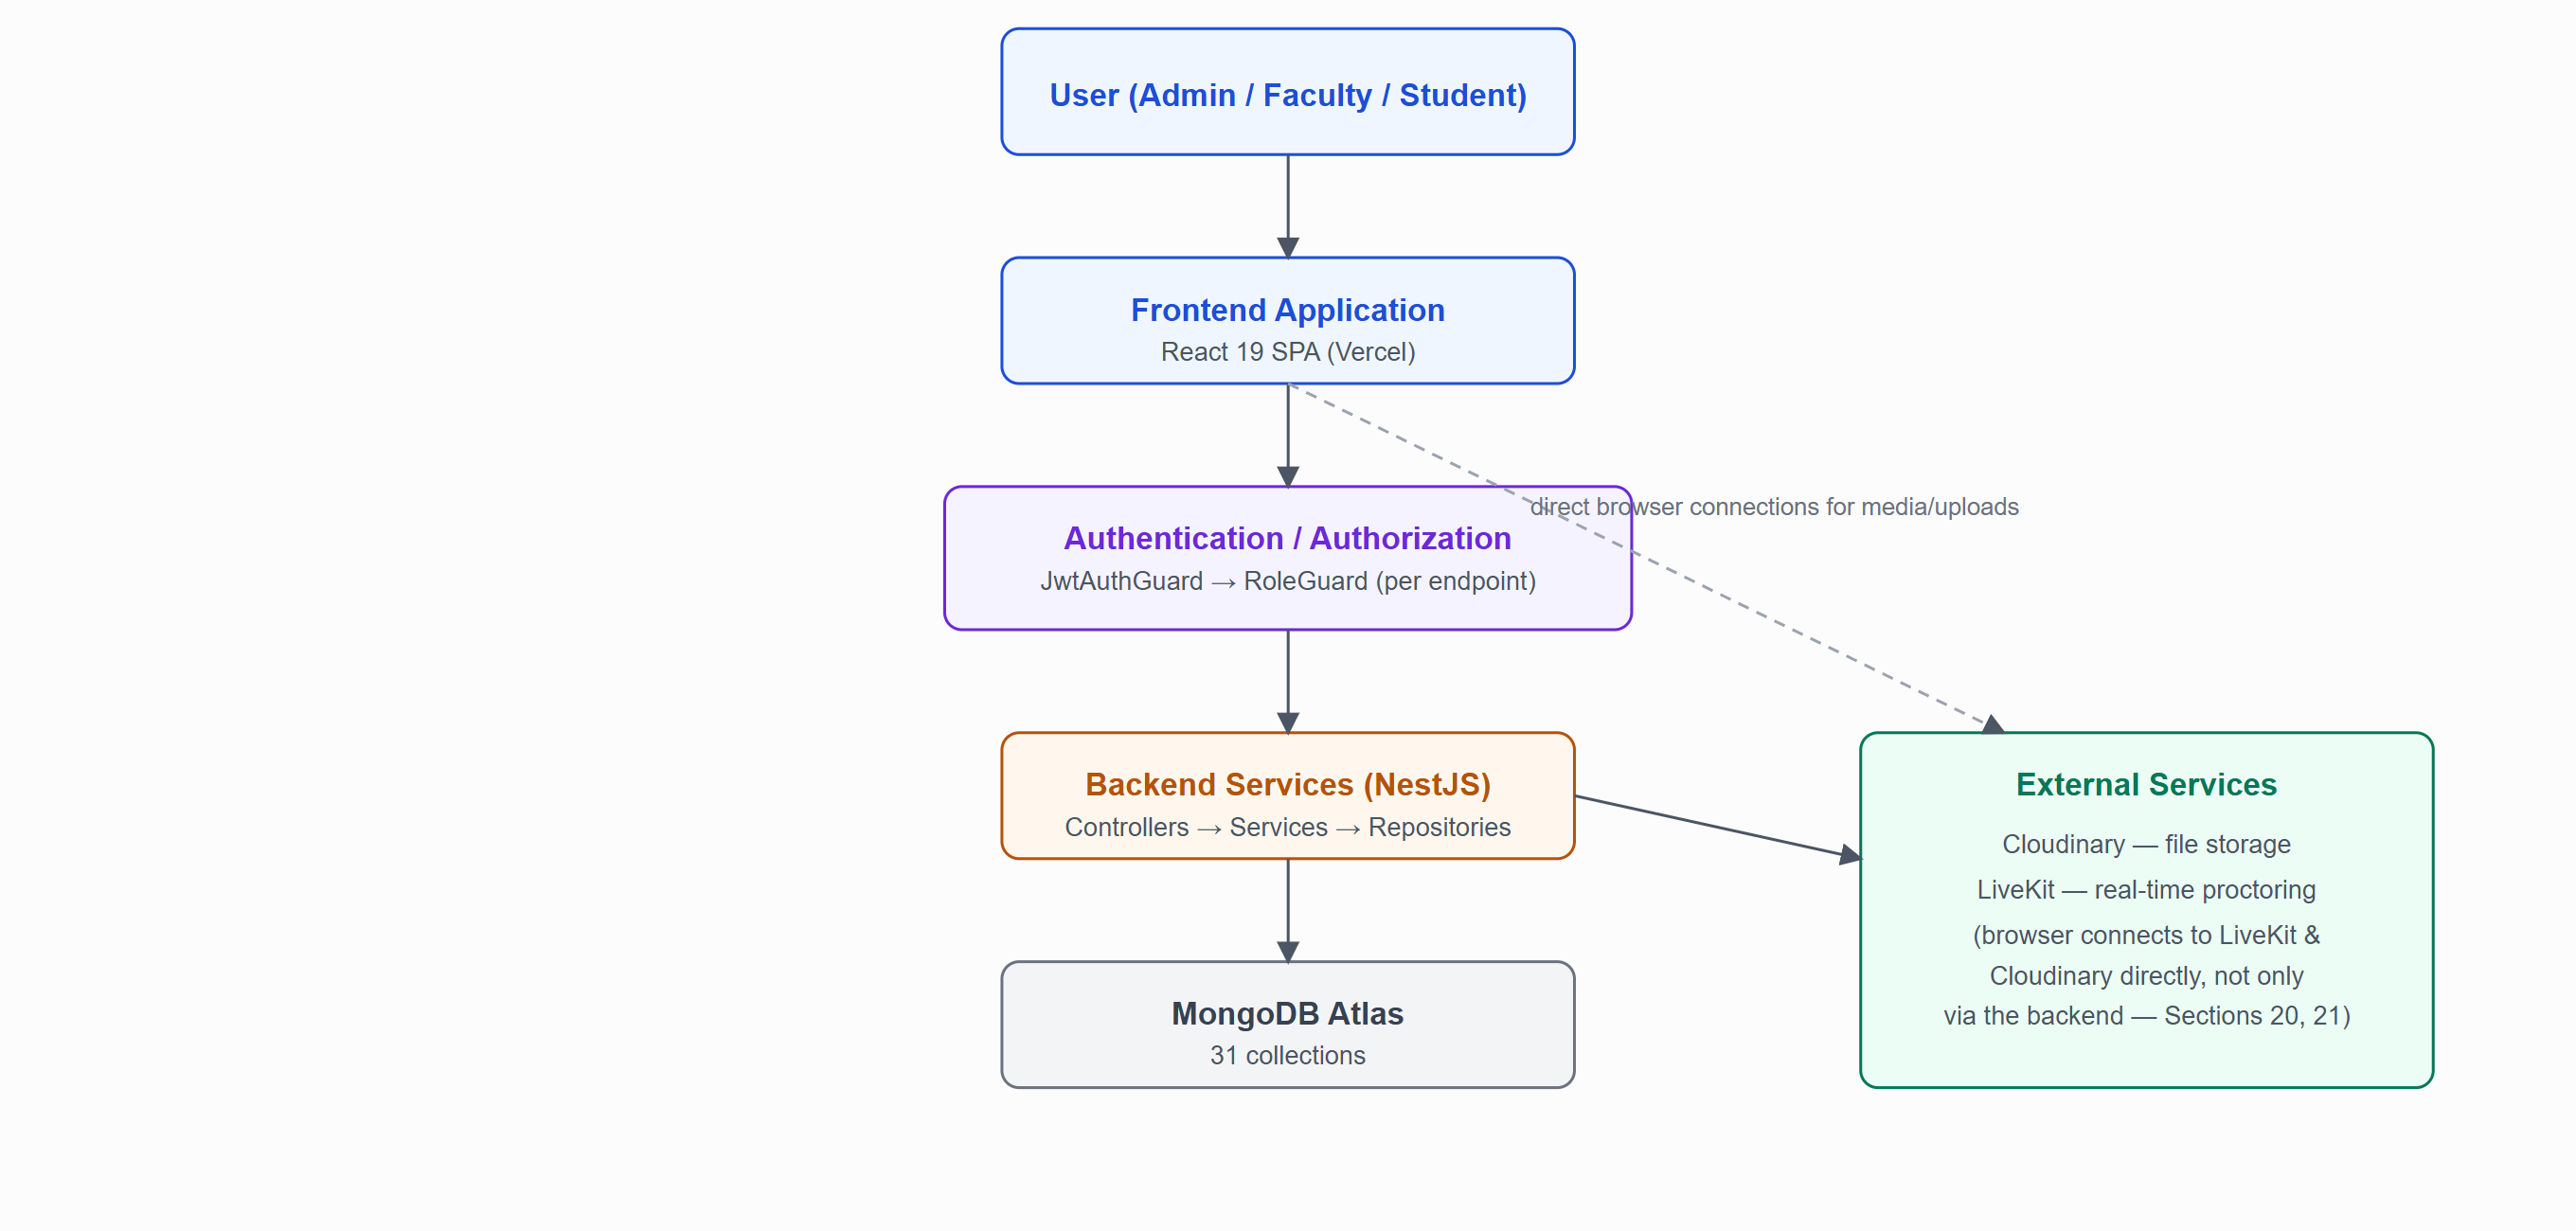 User (Admin / Faculty / Student)
Frontend Application
React 19 SPA (Vercel)
direct browser connections for media/uploads
Authentication / Authorization
JwtAuthGuard → RoleGuard (per endpoint)
Backend Services (NestJS)
Controllers → Services → Repositories
External Services
Cloudinary — file storage
LiveKit — real-time proctoring
(browser connects to LiveKit &
Cloudinary directly, not only
via the backend — Sections 20, 21)
MongoDB Atlas
31 collections